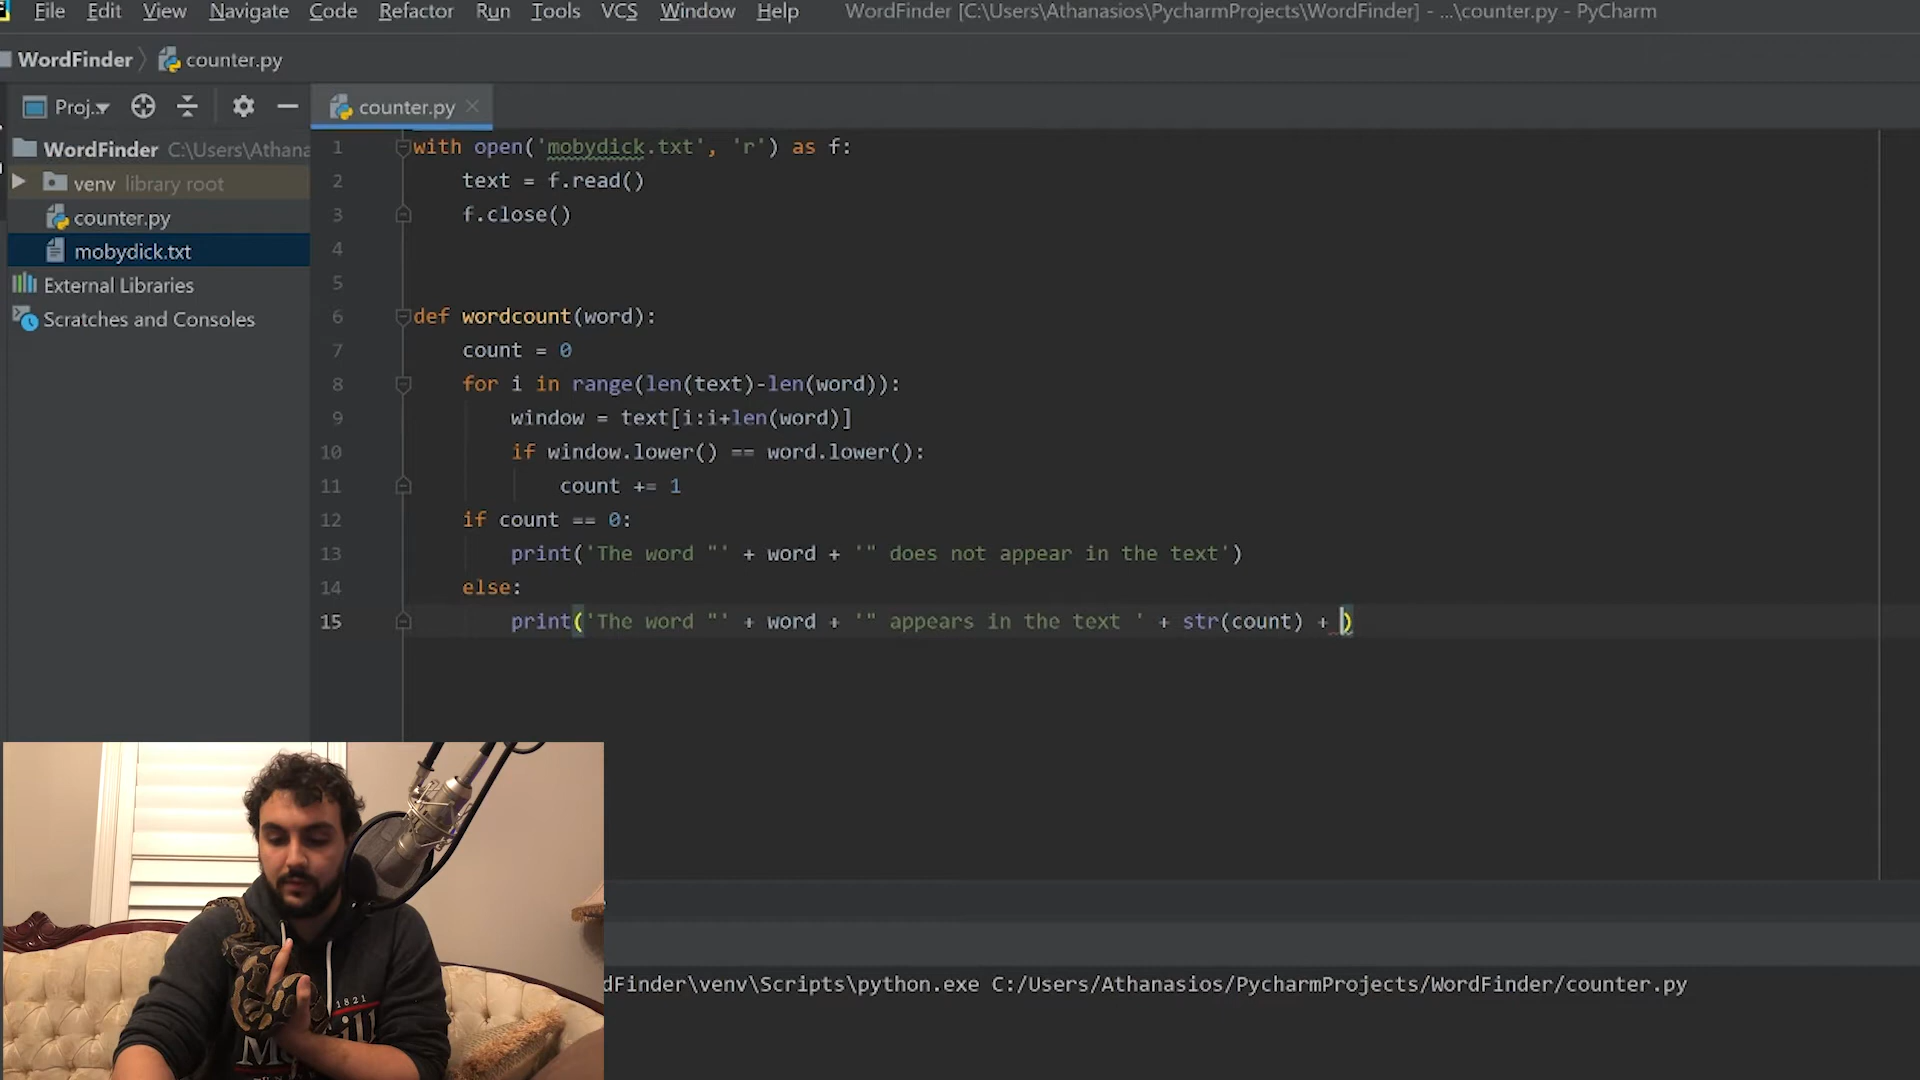 File Edit View Navigate Code Refactor Run Tools VCS Window Help WordFinder [C:\Users\Athanasios\PycharmProjects\WordFinder] - ...\counter.py - PyCharm
WordFinder counter.py
Proj... counter.py
WordFinder C:\Users\Athana
venv library root
counter.py
mobydick.txt
External Libraries
Scratches and Consoles
1 with open('mobydick.txt', 'r') as f:
2 text = f.read()
3 f.close()
4
5
6 def wordcount(word):
7 count = 0
8 for i in range(len(text)-len(word)):
9 window = text[i:i+len(word)]
10 if window.lower() == word.lower():
11 count += 1
12 if count == 0:
13 print('The word "' + word + '" does not appear in the text')
14 else:
15 print('The word "' + word + '" appears in the text ' + str(count) + )
dFinder\venv\Scripts\python.exe C:/Users/Athanasios/PycharmProjects/WordFinder/counter.py
1821